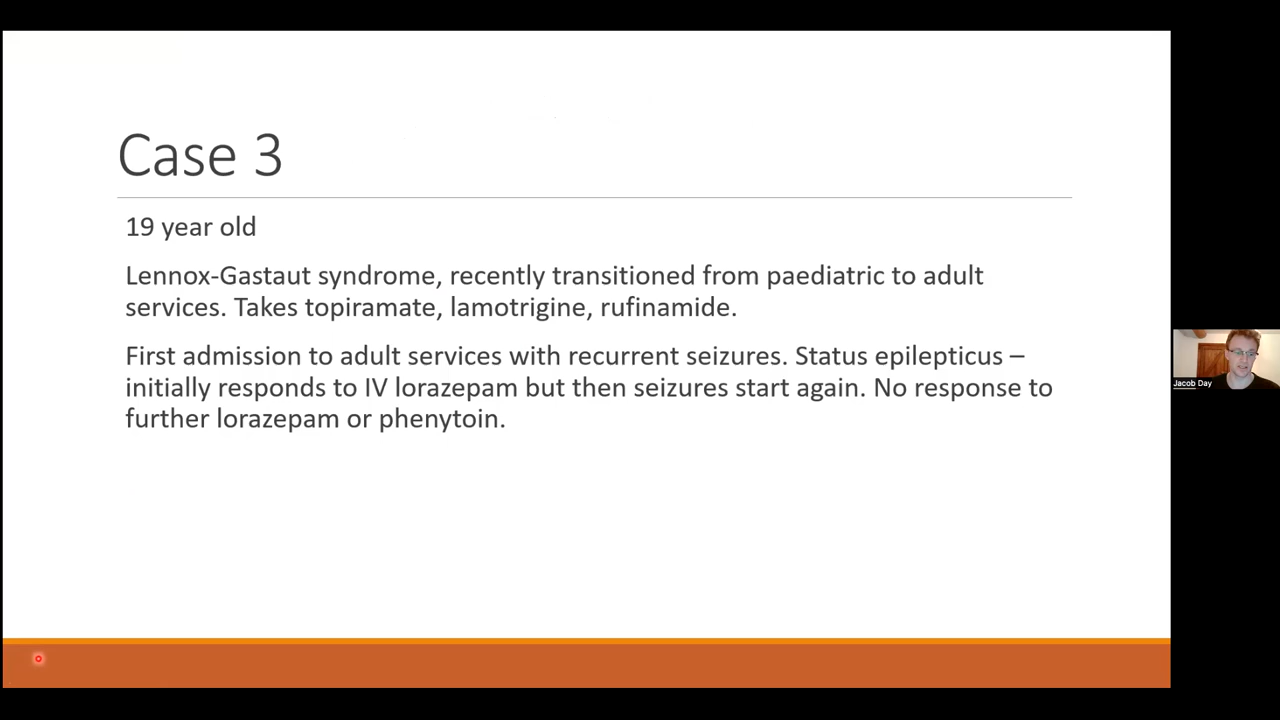 Case 3
19 year old
Lennox-Gastaut syndrome, recently transitioned from paediatric to adult
services. Takes topiramate, lamotrigine, rufinamide.
First admission to adult services with recurrent seizures. Status epilepticus –
initially responds to IV lorazepam but then seizures start again. No response to
further lorazepam or phenytoin.
Jacob Day